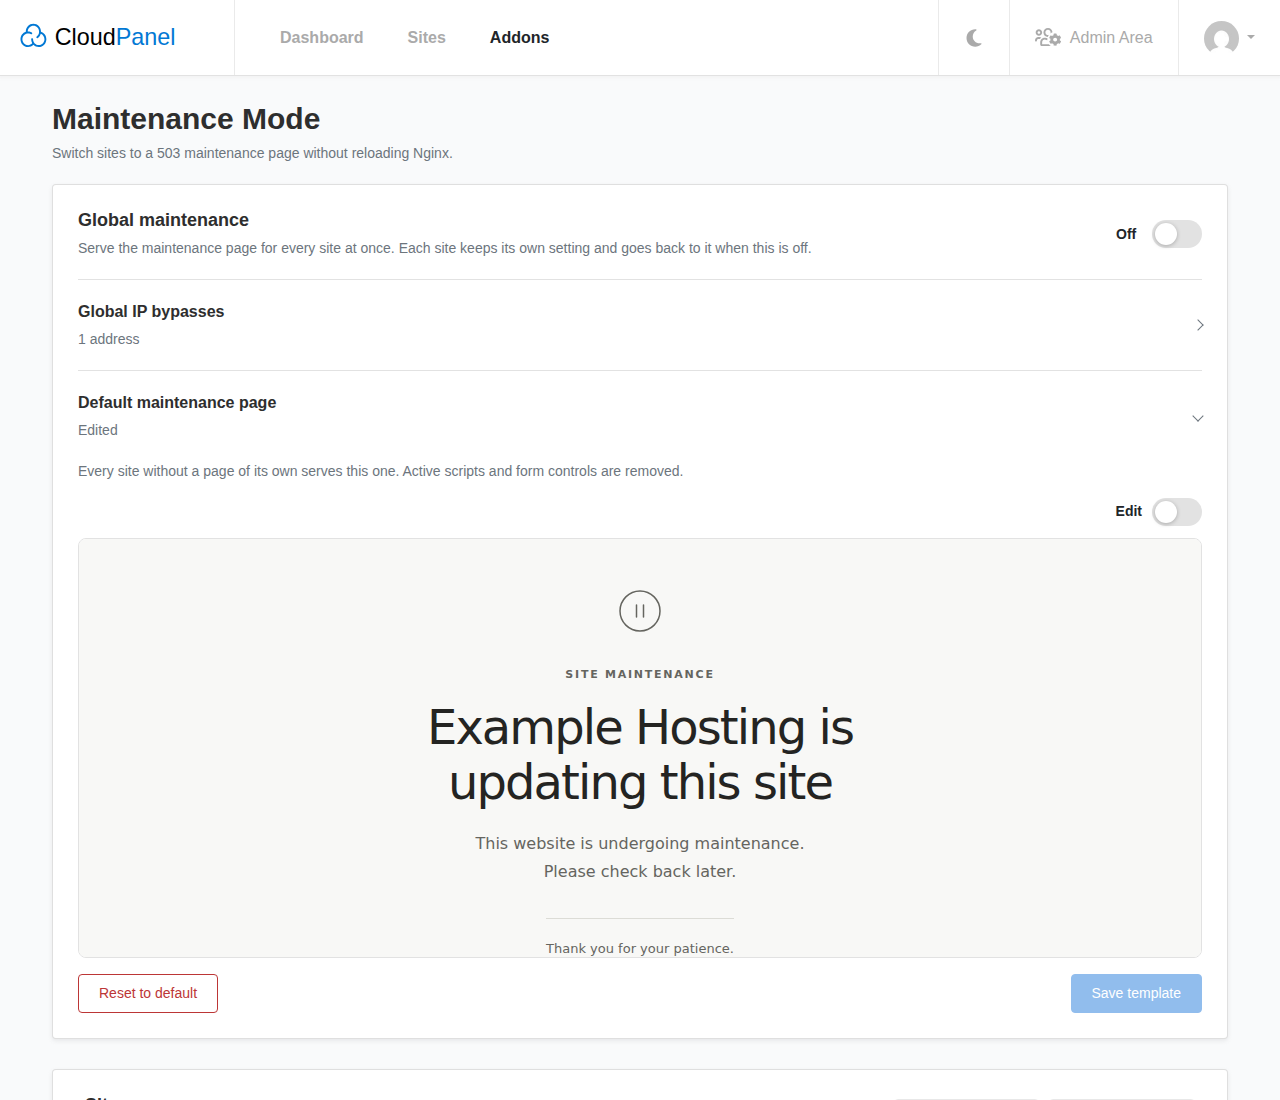 CloudPanel
Dashboard
Sites
Addons
Admin Area
Maintenance Mode
Switch sites to a 503 maintenance page without reloading Nginx.
Global maintenance
Serve the maintenance page for every site at once. Each site keeps its own setting and goes back to it when this is off.
Off
Global IP bypasses
1 address
Default maintenance page
Edited
Every site without a page of its own serves this one. Active scripts and form controls are removed.
Edit
SITE MAINTENANCE
Example Hosting is
updating this site
This website is undergoing maintenance.
Please check back later.
Thank you for your patience.
Reset to default
Save template